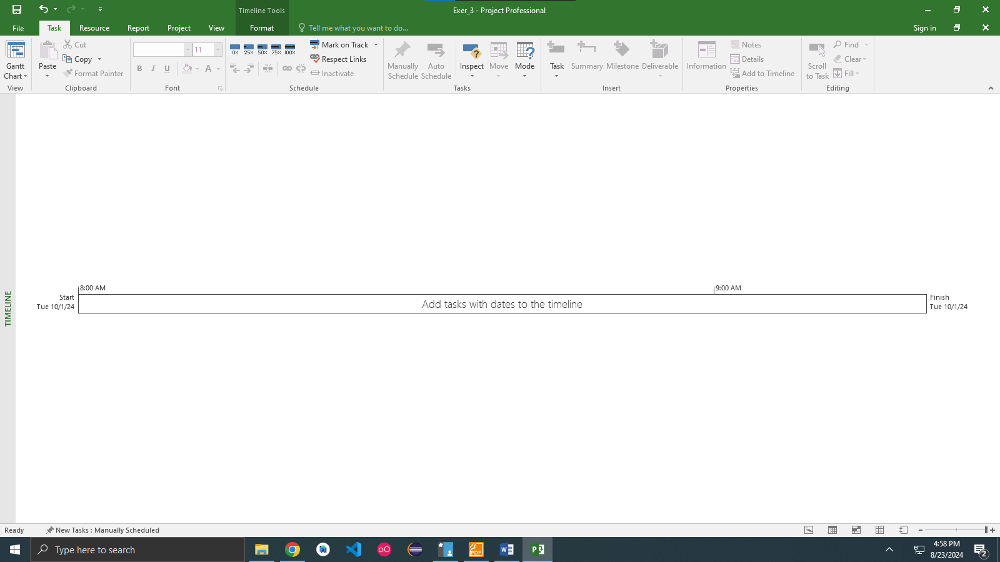 Timeline Tools
Exer_3 - Project Professional
File
Task
Resource
Report
Project
View
Format
Tell me what you want to do...
Sign in
Gantt
Chart
View
Paste
Cut
Copy
Format Painter
Clipboard
11
B I U
A
Font
0% 25% 50% 75% 100%
Mark on Track
Respect Links
Inactivate
Schedule
Manually
Schedule
Auto
Schedule
Inspect
Move
Mode
Tasks
Task
Summary
Milestone
Deliverable
Insert
Information
Notes
Details
Add to Timeline
Properties
Scroll
to Task
Find
Clear
Fill
Editing
TIMELINE
8:00 AM
9:00 AM
Start
Tue 10/1/24
Add tasks with dates to the timeline
Finish
Tue 10/1/24
Ready
New Tasks : Manually Scheduled
Type here to search
4:58 PM
8/23/2024
2